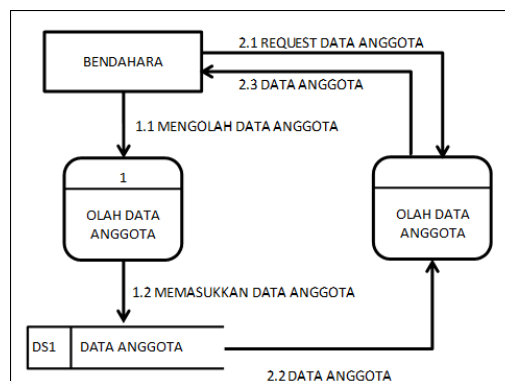 2.1 REQUEST DATA ANGGOTA
BENDAHARA
2.3 DATA ANGGOTA
1.1 MENGOLAH DATA ANGGOTA
1
OLAH DATA
ANGGOTA
OLAH DATA
ANGGOTA
1.2 MEMASUKKAN DATA ANGGOTA
DS1 DATA ANGGOTA
2.2 DATA ANGGOTA